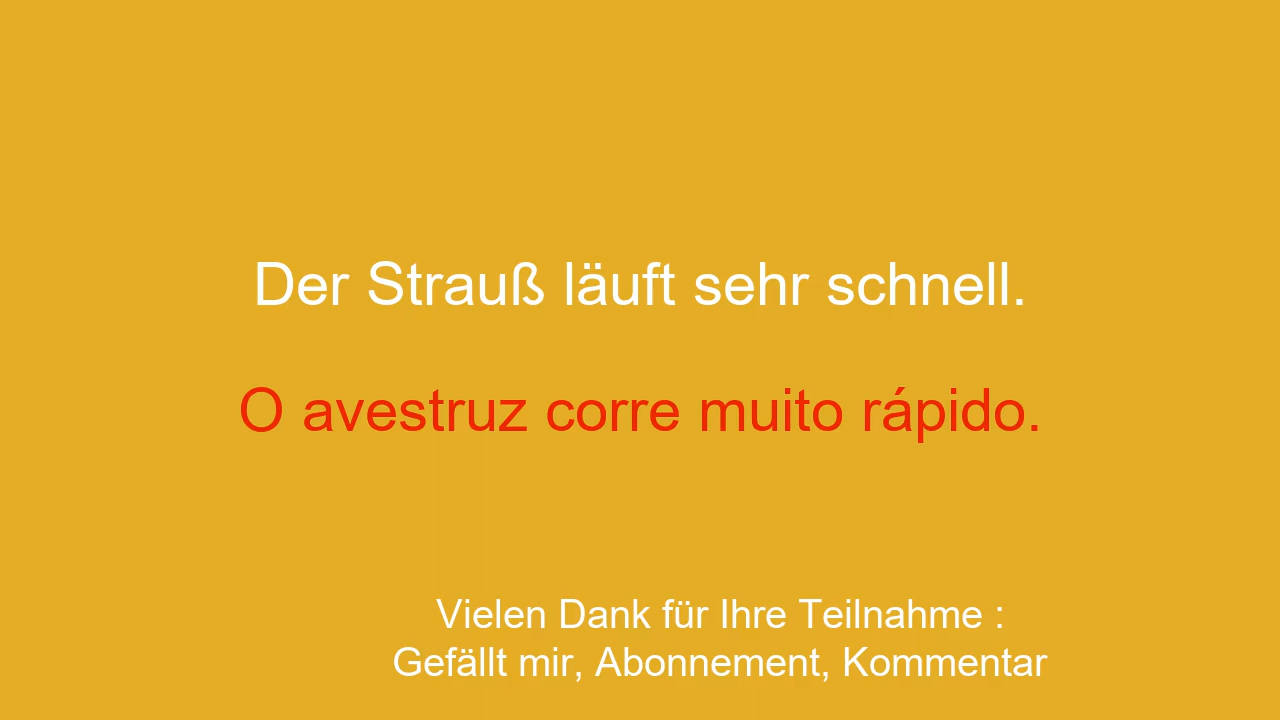 Der Strauß läuft sehr schnell.
O avestruz corre muito rápido.
Vielen Dank für Ihre Teilnahme :
Gefällt mir, Abonnement, Kommentar